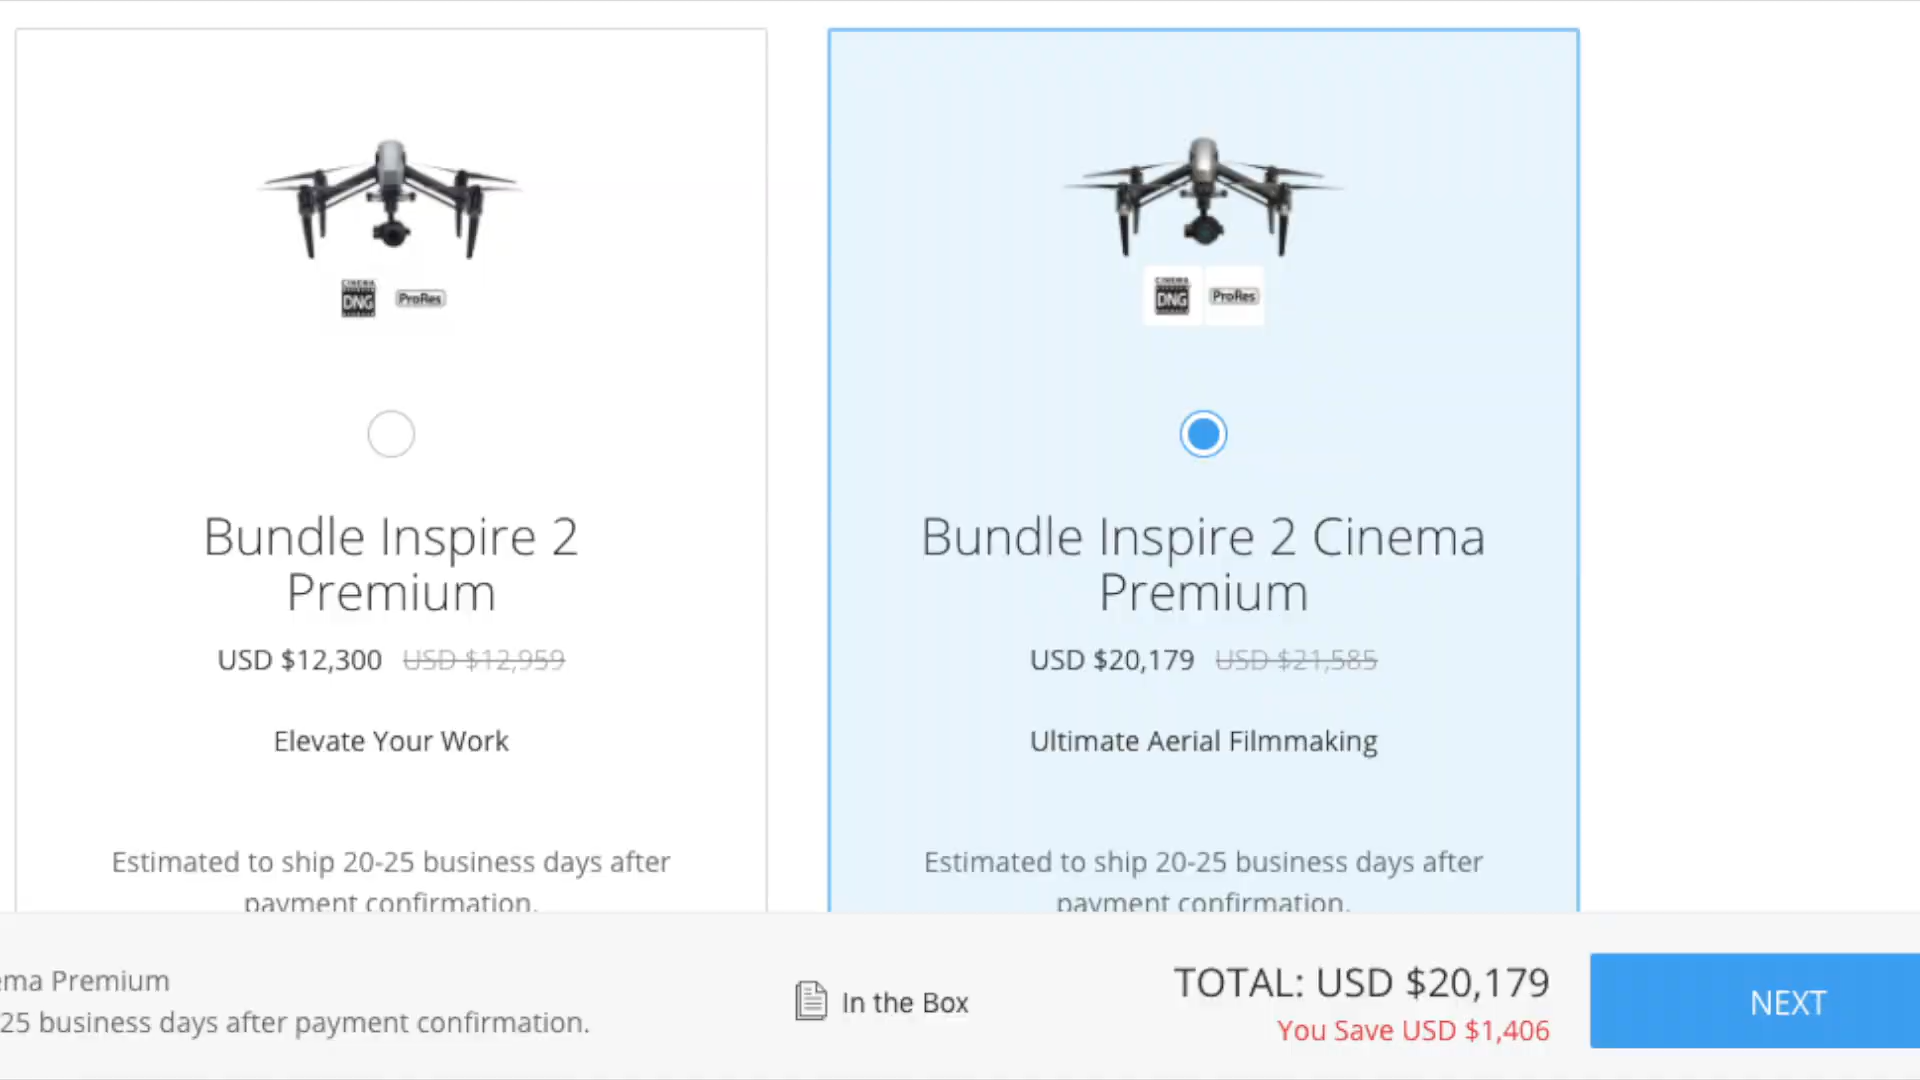 CINEMA
DNG
ProRes
CINEMA
DNG
ProRes
Bundle Inspire 2
Premium
USD $12,300 USD $12,959
Elevate Your Work
Estimated to ship 20-25 business days after
payment confirmation.
Bundle Inspire 2 Cinema
Premium
USD $20,179 USD $21,585
Ultimate Aerial Filmmaking
Estimated to ship 20-25 business days after
payment confirmation.
ema Premium
25 business days after payment confirmation.
In the Box
TOTAL: USD $20,179
You Save USD $1,406
NEXT